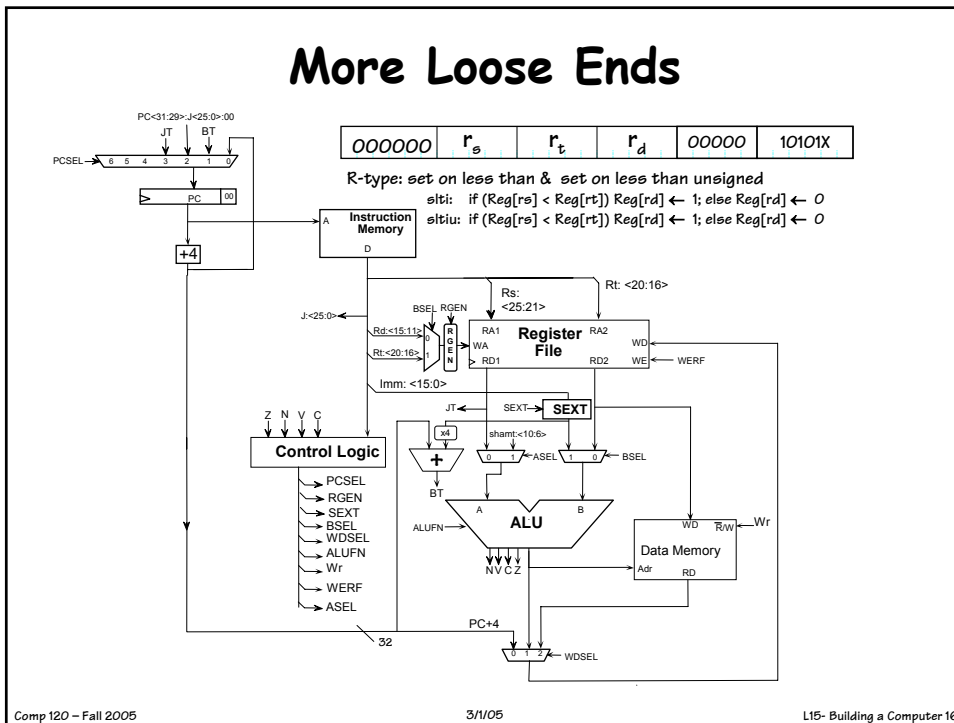 More Loose Ends
PC<31:29>:J<25:0>:00
JT
BT
PCSEL
6 5 4 3 2 1 0
PC
00
+4
000000 rs rt rd 00000 10101X
R-type: set on less than & set on less than unsigned
slti: if (Reg[rs] < Reg[rt]) Reg[rd] ← 1; else Reg[rd] ← 0
sltiu: if (Reg[rs] < Reg[rt]) Reg[rd] ← 1; else Reg[rd] ← 0
A
Instruction
Memory
D
Rs:
<25:21>
Rt: <20:16>
J:<25:0>
BSEL RGEN
Rd:<15:11>
0
Rt:<20:16>
1
RGEN
WA
RA1
Register
File
RA2
WD
WE
WERF
RD1
RD2
Imm: <15:0>
JT
SEXT
SEXT
x4
shamt:<10:6>
Z N V C
Control Logic
+
BT
0 1
ASEL
1 0
BSEL
PCSEL
RGEN
SEXT
BSEL
WDSEL
ALUFN
Wr
WERF
ASEL
A
B
ALU
ALUFN
N V C Z
WD
R/W
Wr
Data Memory
Adr
RD
PC+4
32
0 1 2
WDSEL
Comp 120 – Fall 2005
3/1/05
L15- Building a Computer 16